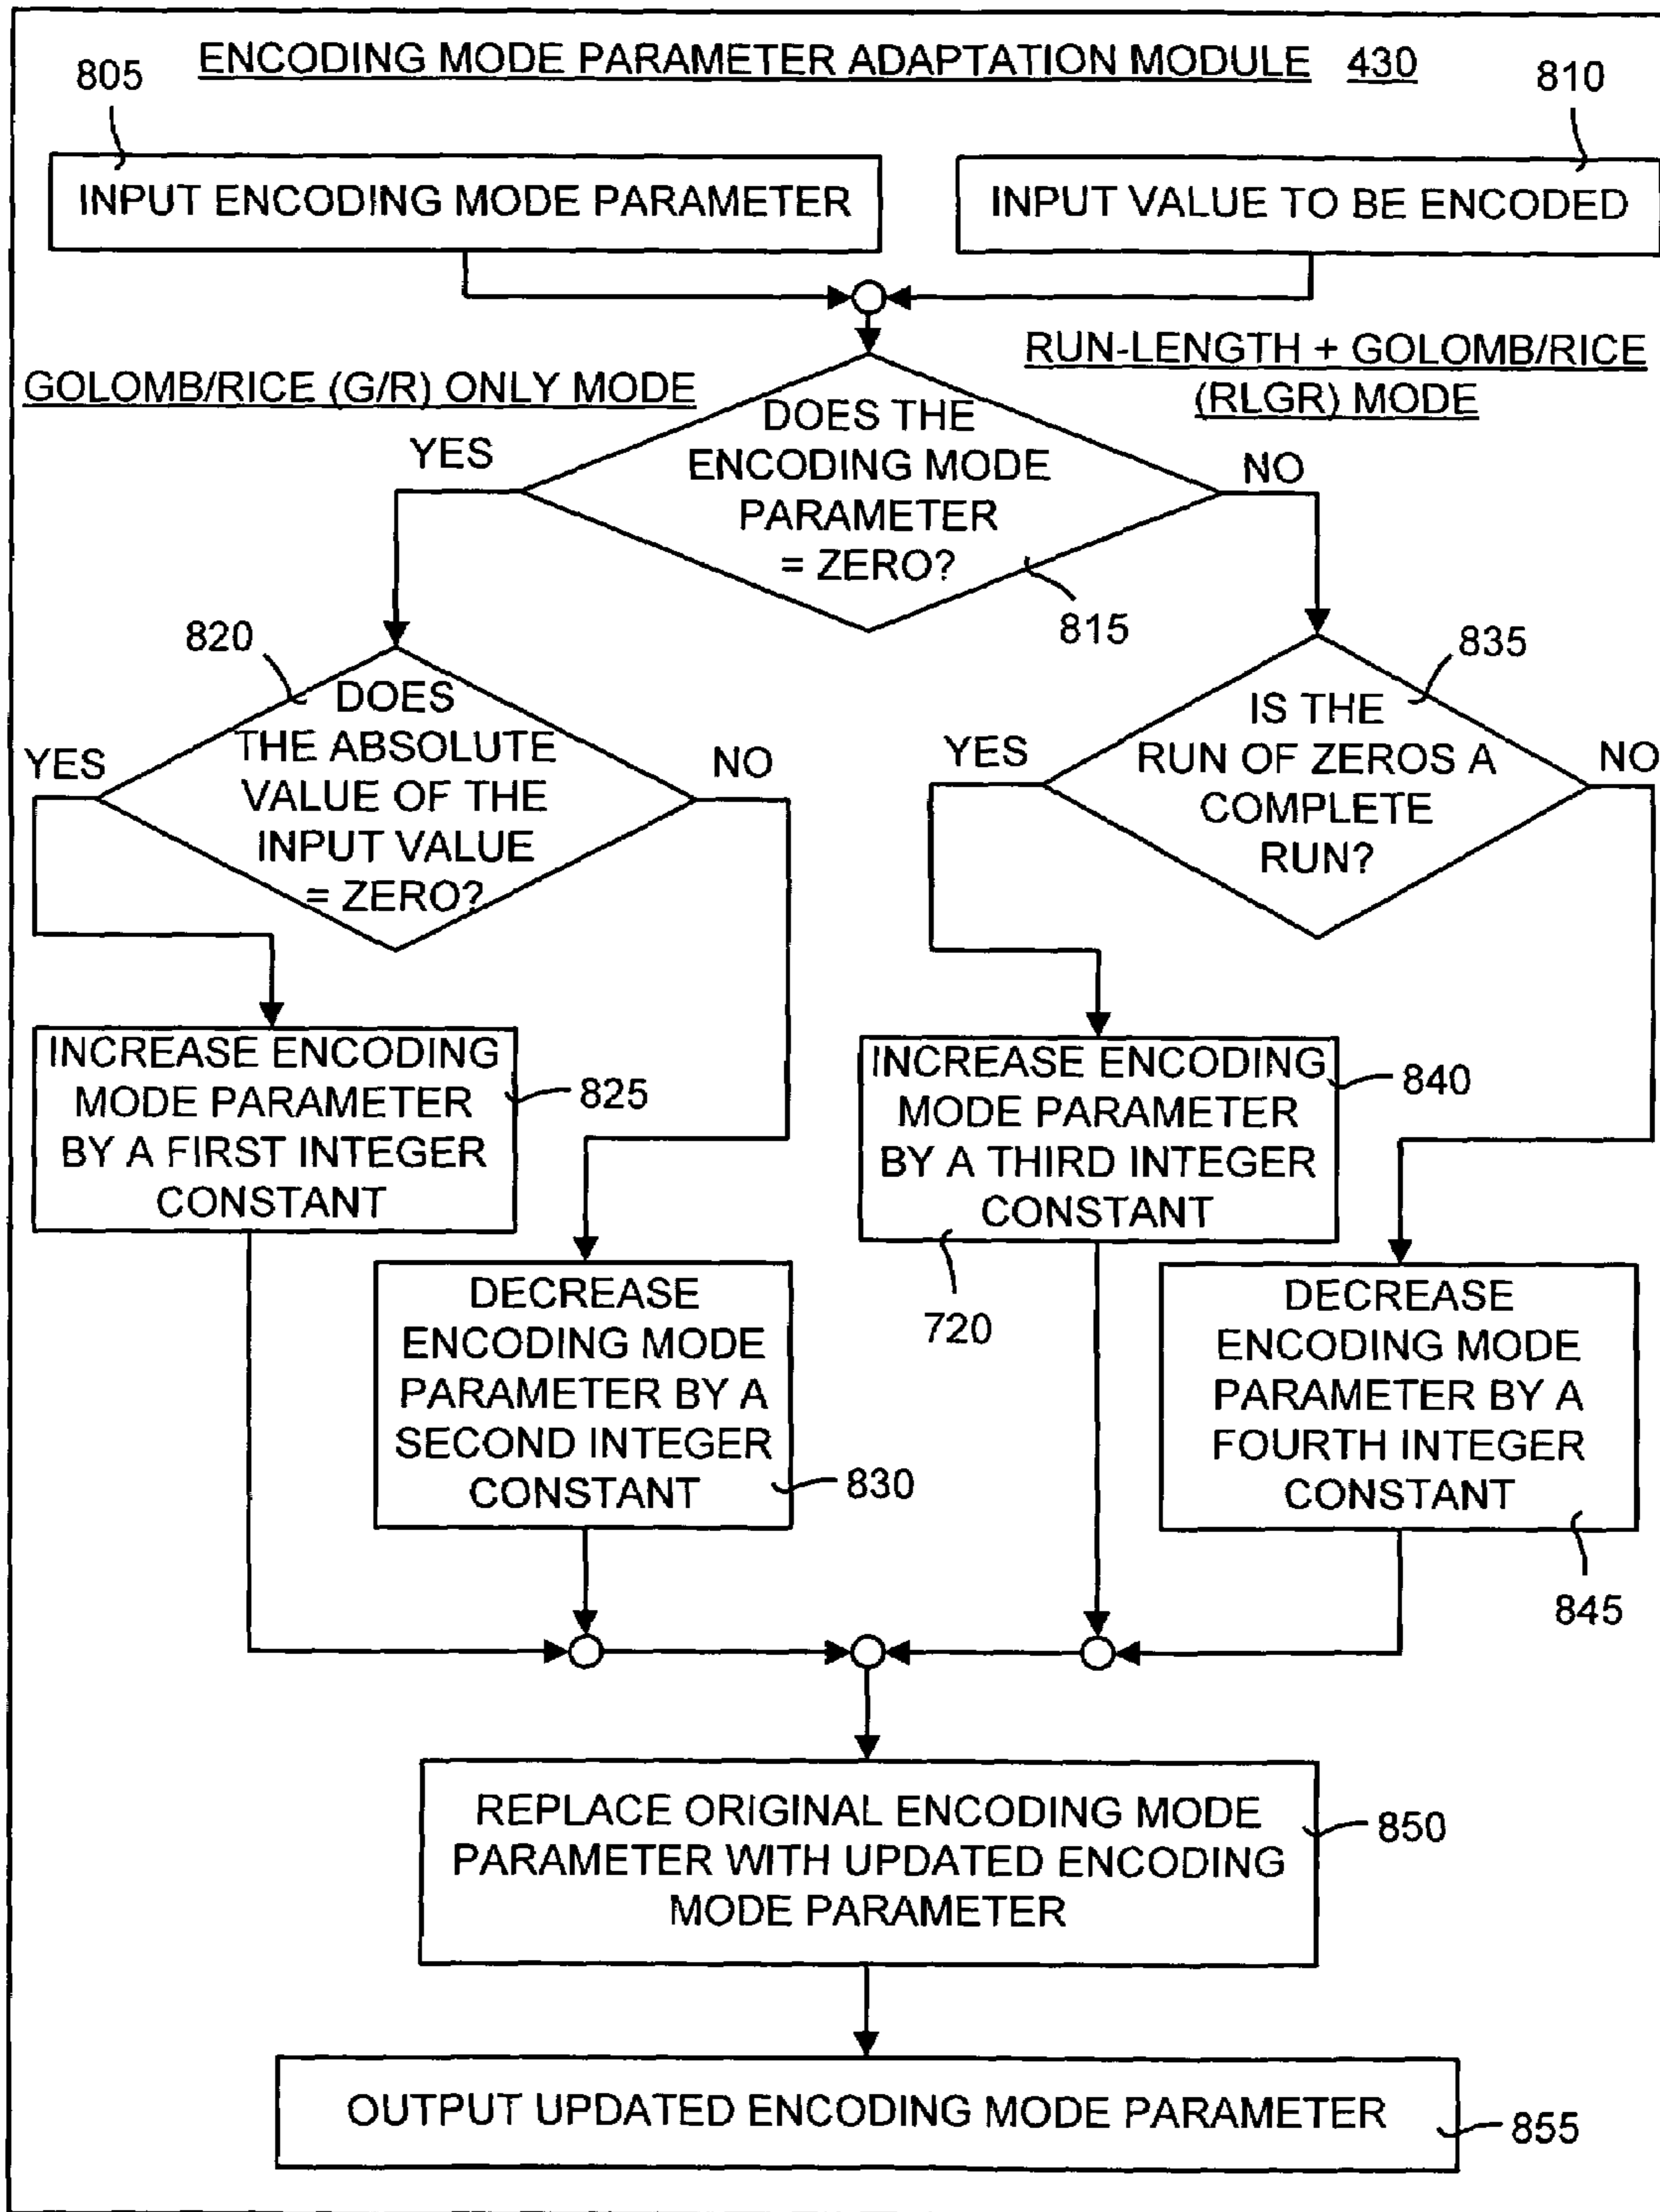 ENCODING MODE PARAMETER ADAPTATION MODULE 430
805
810
INPUT ENCODING MODE PARAMETER
INPUT VALUE TO BE ENCODED
GOLOMB/RICE (G/R) ONLY MODE
RUN-LENGTH + GOLOMB/RICE
(RLGR) MODE
DOES THE
ENCODING MODE
PARAMETER
= ZERO?
YES
NO
815
820
DOES
THE ABSOLUTE
VALUE OF THE
INPUT VALUE
= ZERO?
YES
NO
835
IS THE
RUN OF ZEROS A
COMPLETE
RUN?
YES
NO
INCREASE ENCODING
MODE PARAMETER
BY A FIRST INTEGER
CONSTANT
825
DECREASE
ENCODING MODE
PARAMETER BY A
SECOND INTEGER
CONSTANT
830
INCREASE ENCODING
MODE PARAMETER
BY A THIRD INTEGER
CONSTANT
840
720
DECREASE
ENCODING MODE
PARAMETER BY A
FOURTH INTEGER
CONSTANT
845
REPLACE ORIGINAL ENCODING MODE
PARAMETER WITH UPDATED ENCODING
MODE PARAMETER
850
OUTPUT UPDATED ENCODING MODE PARAMETER
855